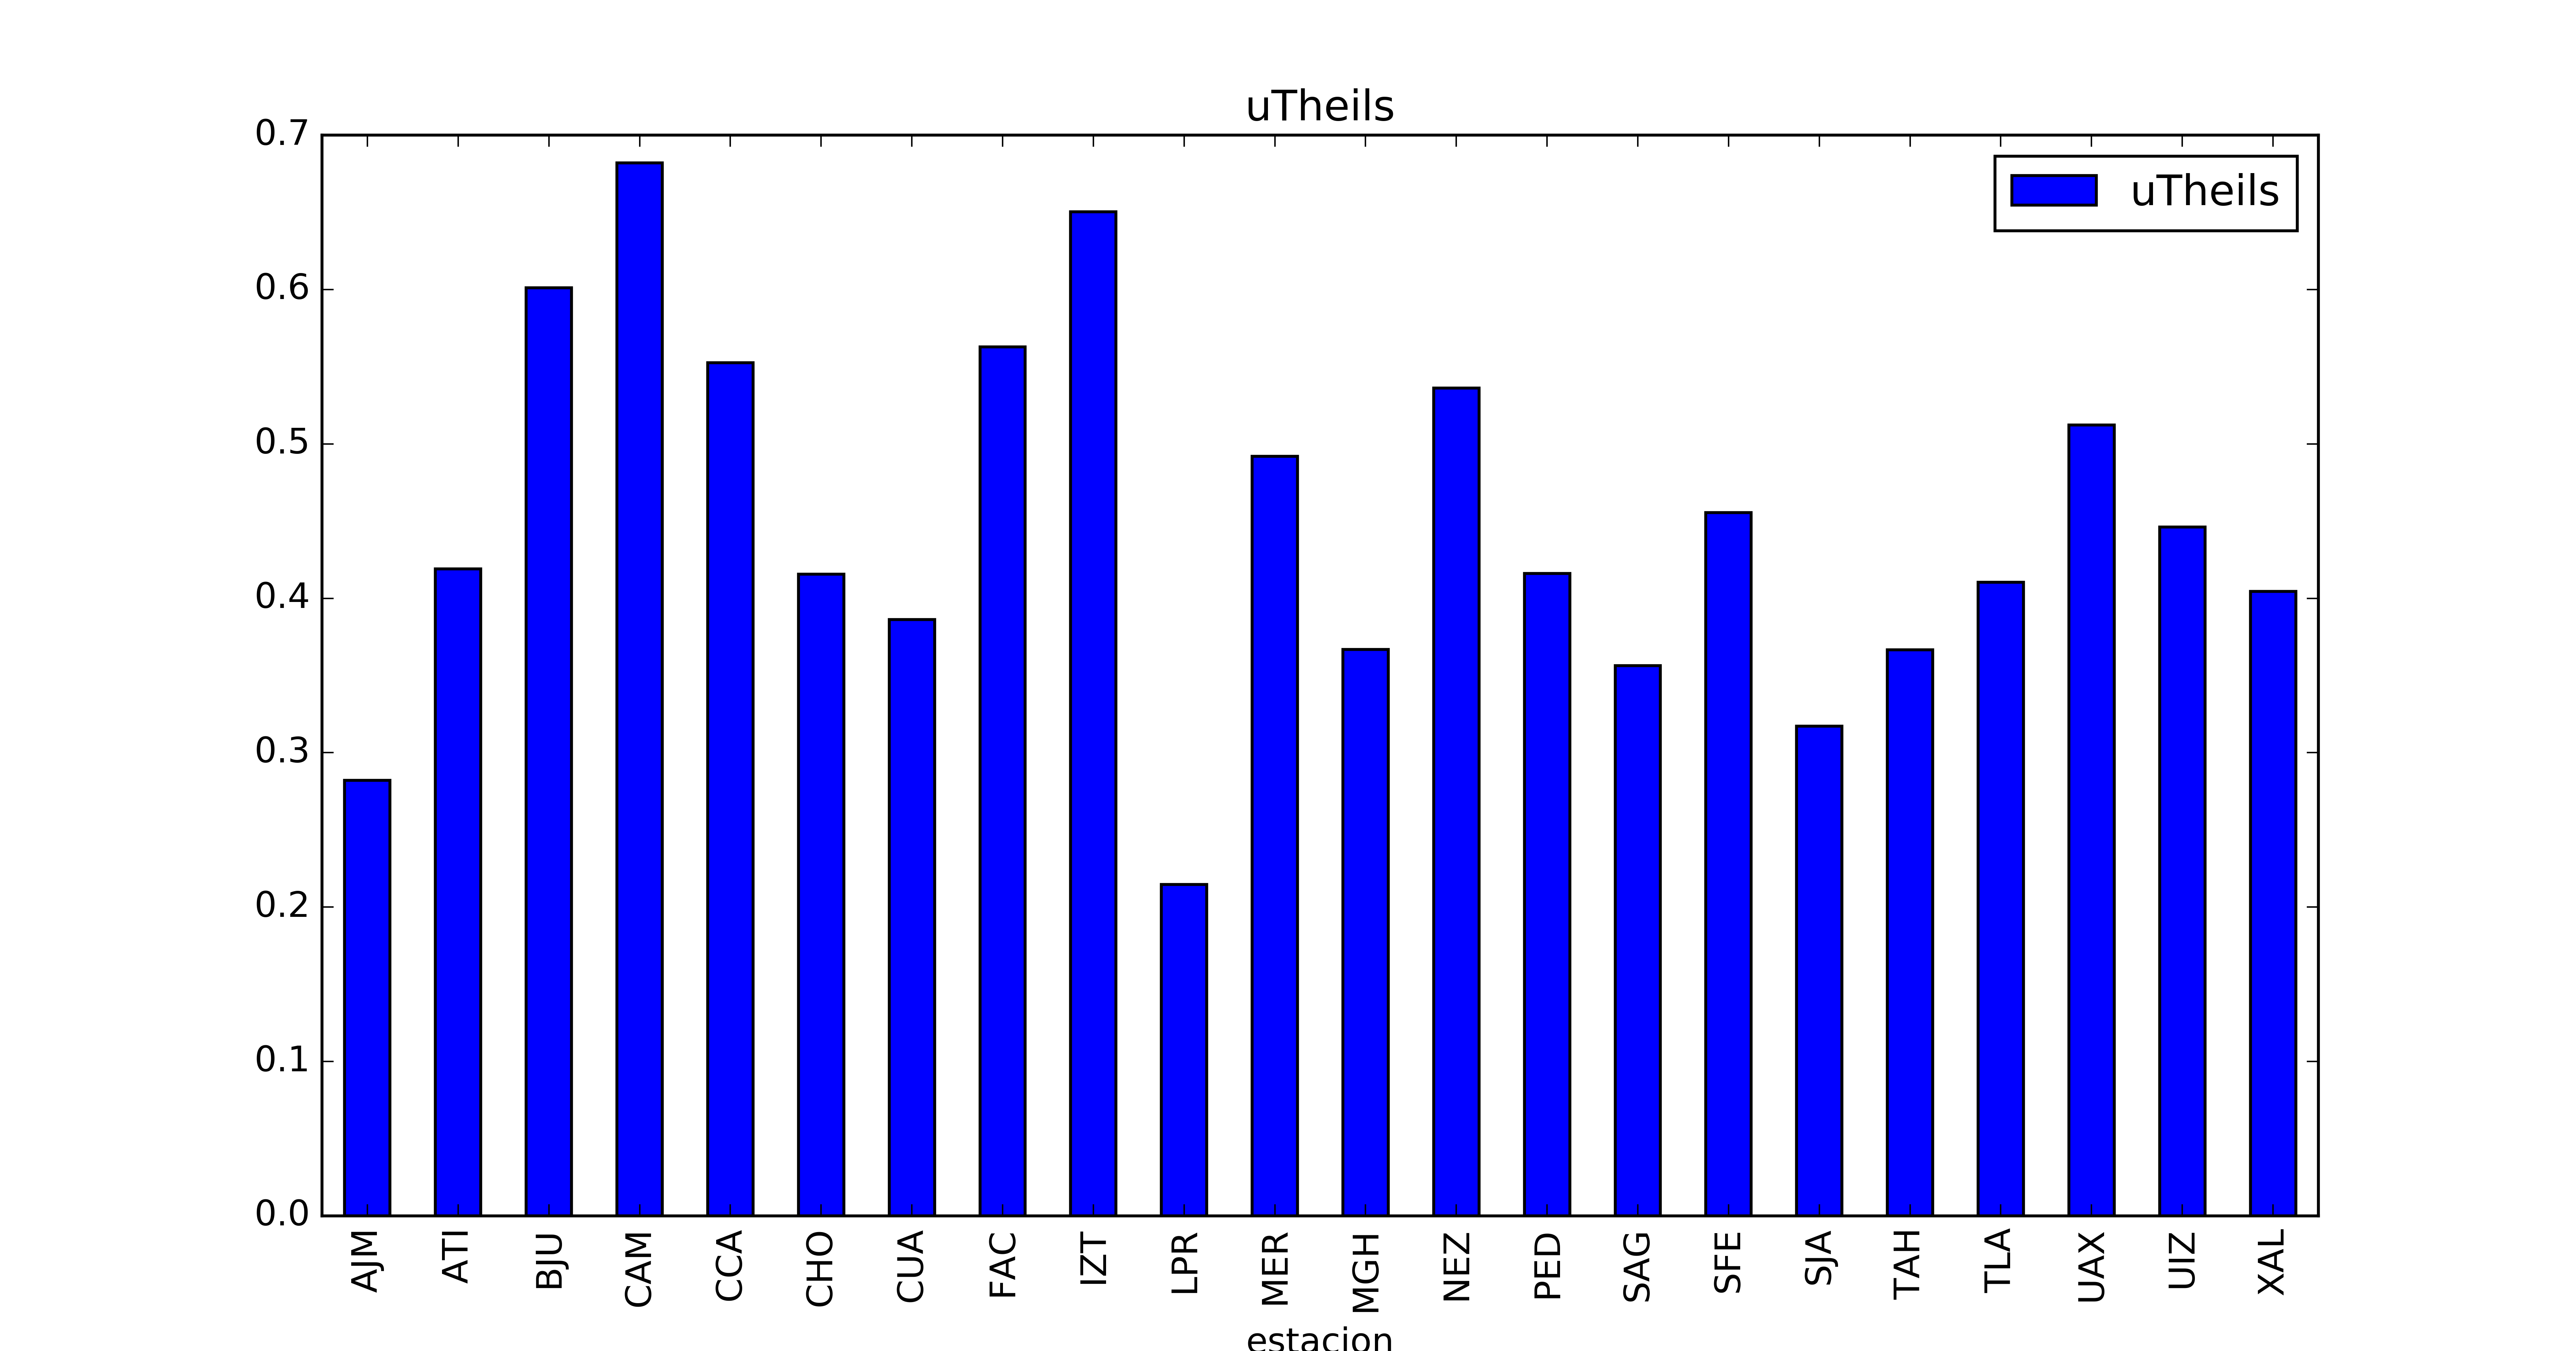 uTheils
uTheils
0.7
0.6
0.5
0.4
0.3
0.2
0.1
0.0
AJM
ATI
BJU
CAM
CCA
CHO
CUA
FAC
IZT
LPR
MER
MGH
NEZ
PED
SAG
SFE
SJA
TAH
TLA
UAX
UIZ
XAL
estacion